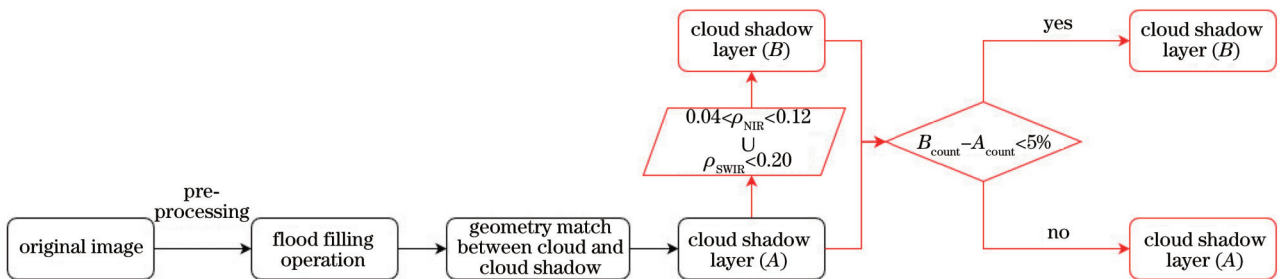 original image
pre-
processing
flood filling
operation
geometry match
between cloud and
cloud shadow
cloud shadow
layer (A)
0.04<ρNIR<0.12
∪
ρSWIR<0.20
cloud shadow
layer (B)
Bcount−Acount<5%
yes
cloud shadow
layer (B)
no
cloud shadow
layer (A)